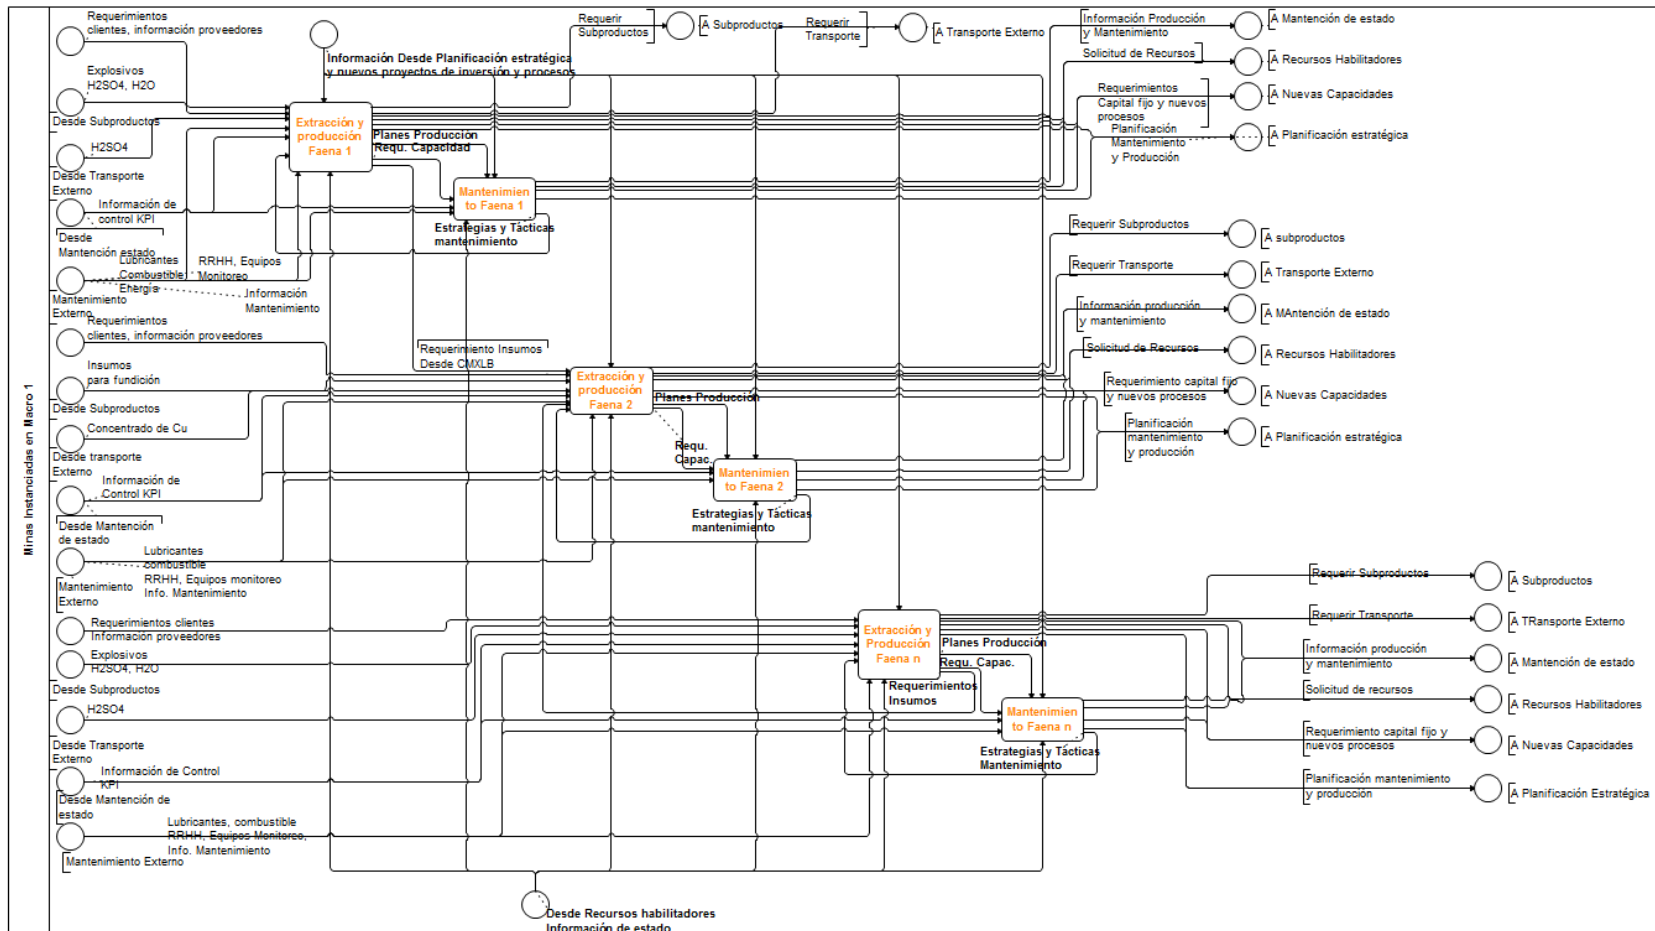 Minas Instanciadas en Macro 1
Requerimientos
clientes, información proveedores
Explosivos
H2SO4, H2O
Desde Subproductos
H2SO4
Desde Transporte
Externo
Información de
control KPI
Desde
Mantención estado
Lubricantes
Combustible,
Energís
RRHH, Equipos
Monitoreo
Información
Mantenimiento
Mantenimiento
Externo
Información Desde Planificación estratégica
y nuevos proyectos de inversión y procesos
Extracción y
producción
Faena 1
Planes Producción
Requ. Capacidad
Mantenimien
to Faena 1
Estrategias y Tácticas
mantenimiento
Requerir
Subproductos
A Subproductos
Requerir
Transporte
A Transporte Externo
Información Producción
y Mantenimiento
A Mantención de estado
Solicitud de Recursos
A Recursos Habilitadores
Requerimientos
Capital fijo y nuevos
procesos
A Nuevas Capacidades
Planificación
Mantenimiento
y Producción
A Planificación estratégica
Requerimientos
clientes, información proveedores
Insumos
para fundición
Desde Subproductos
Concentrado de Cu
Desde transporte
Externo
Información de
Control KPI
Desde Mantención
de estado
Lubricantes
combustible
RRHH, Equipos monitoreo
Info. Mantenimiento
Mantenimiento
Externo
Requerimiento Insumos
Desde CMXLB
Extracción y
producción
Faena 2
Planes Producción
Requ.
Capac.
Mantenimien
to Faena 2
Estrategias y Tácticas
mantenimiento
Requerir Subproductos
A subproductos
Requerir Transporte
A Transporte Externo
Información producción
y mantenimiento
A MAntención de estado
Solicitud de Recursos
A Recursos Habilitadores
Requerimiento capital fijo
y nuevos procesos
A Nuevas Capacidades
Planificación
mantenimiento
y producción
A Planificación estratégica
Requerimientos clientes
Información proveedores
Explosivos
H2SO4, H2O
Desde Subproductos
H2SO4
Desde Transporte
Externo
Información de Control
KPI
Desde Mantención de
estado
Lubricantes, combustible
RRHH, Equipos Monitoreo,
Info. Mantenimiento
Mantenimiento Externo
Extracción y
Producción
Faena n
Planes Producción
Requ. Capac.
Requerimientos
Insumos
Mantenimien
to Faena n
Estrategias y Tácticas
Mantenimiento
Requerir Subproductos
A Subproductos
Requerir Transporte
A TRansporte Externo
Información producción
y mantenimiento
A Mantención de estado
Solicitud de recursos
A Recursos Habilitadores
Requerimiento capital fijo y
nuevos procesos
A Nuevas Capacidades
Planificación mantenimiento
y producción
A Planificación Estratégica
Desde Recursos habilitadores
Información de estado